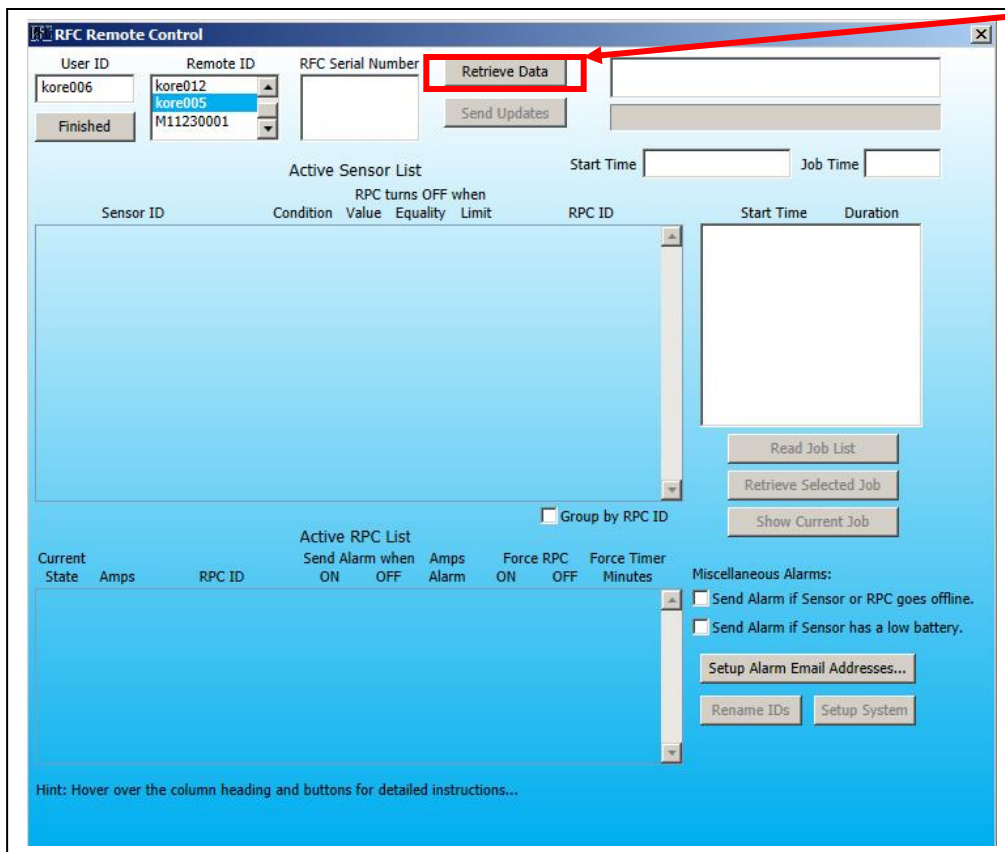 RFC Remote Control
User ID Remote ID RFC Serial Number
kore006
kore012
kore005
M11230001
Finished
Retrieve Data
Send Updates
Start Time Job Time
Active Sensor List
RPC turns OFF when
Sensor ID Condition Value Equality Limit RPC ID
Start Time Duration
Read Job List
Retrieve Selected Job
Show Current Job
Group by RPC ID
Active RPC List
Current Send Alarm when Amps Force RPC Force Timer
State Amps RPC ID ON OFF Alarm ON OFF Minutes
Miscellaneous Alarms:
Send Alarm if Sensor or RPC goes offline.
Send Alarm if Sensor has a low battery.
Setup Alarm Email Addresses...
Rename IDs Setup System
Hint: Hover over the column heading and buttons for detailed instructions...